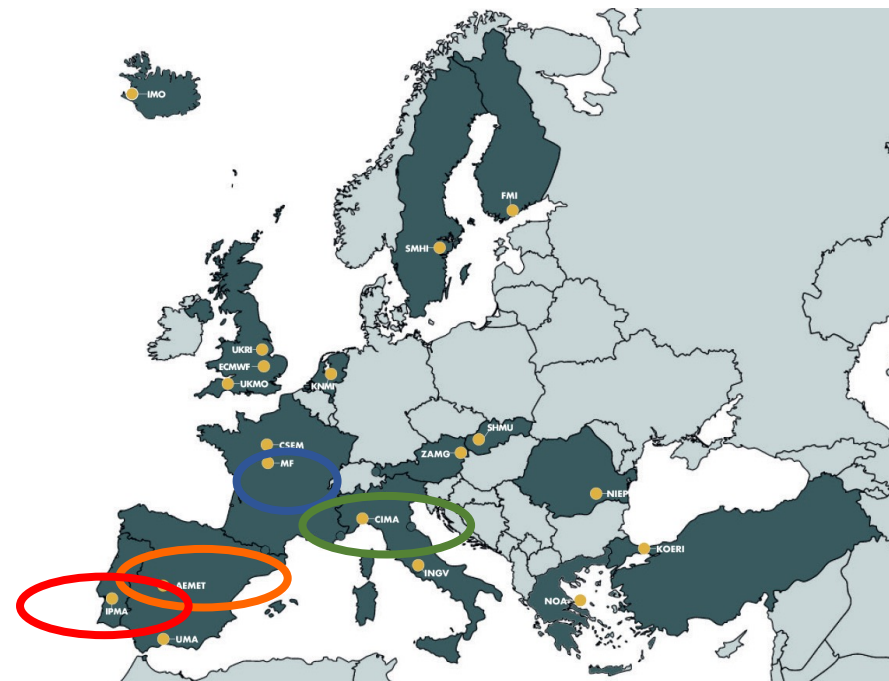 IMO
FMI
SMHI
UKRI
ECMWF
UKMO
KNMI
CSEM
MF
SHMU
ZAMG
NIEP
CIMA
KOERI
INGV
AEMET
IPMA
NOA
UMA